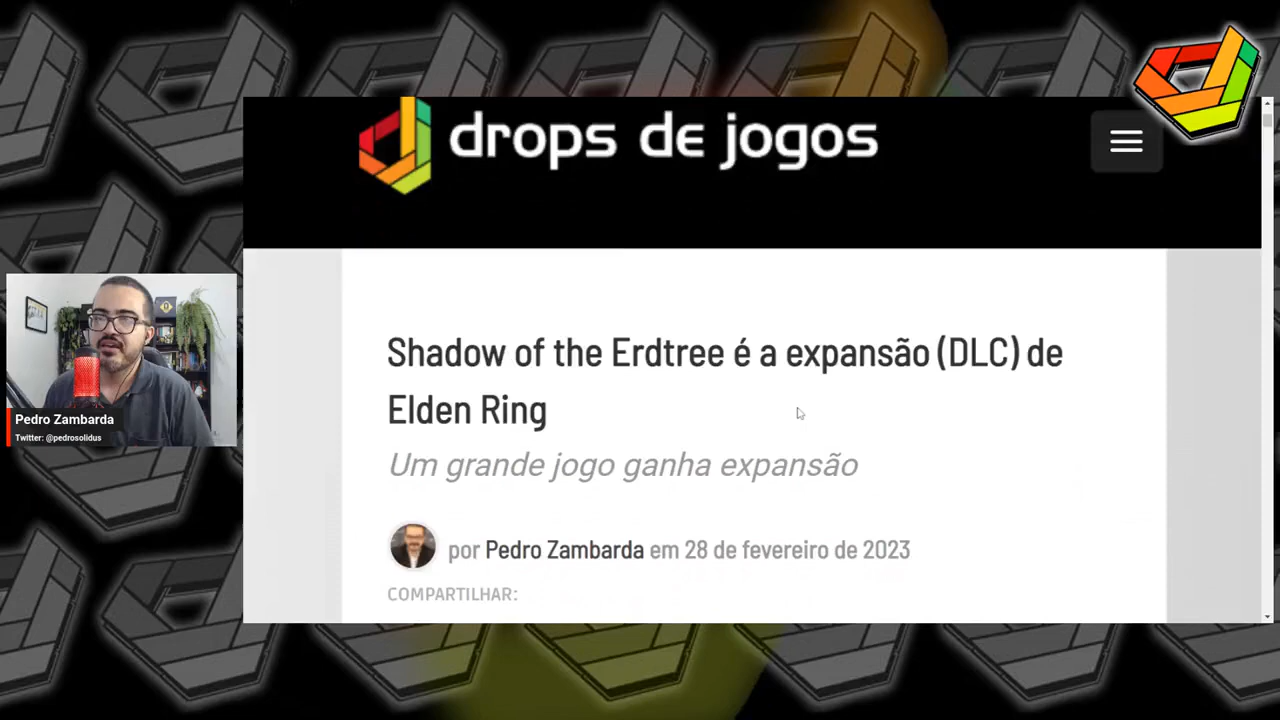 drops de jogos
Shadow of the Erdtree é a expansão (DLC) de
Elden Ring
Um grande jogo ganha expansão
por Pedro Zambarda em 28 de fevereiro de 2023
COMPARTILHAR:
Pedro Zambarda
Twitter: @pedrosolidus